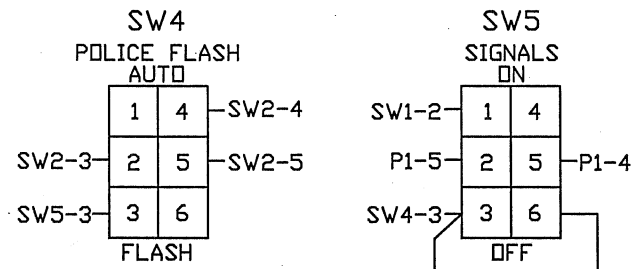 SW4
POLICE FLASH
AUTO
1 4 SW2-4
SW2-3 2 5 SW2-5
SW5-3 3 6
FLASH
SW5
SIGNALS
ON
SW1-2 1 4
P1-5 2 5 P1-4
SW4-3 3 6
OFF